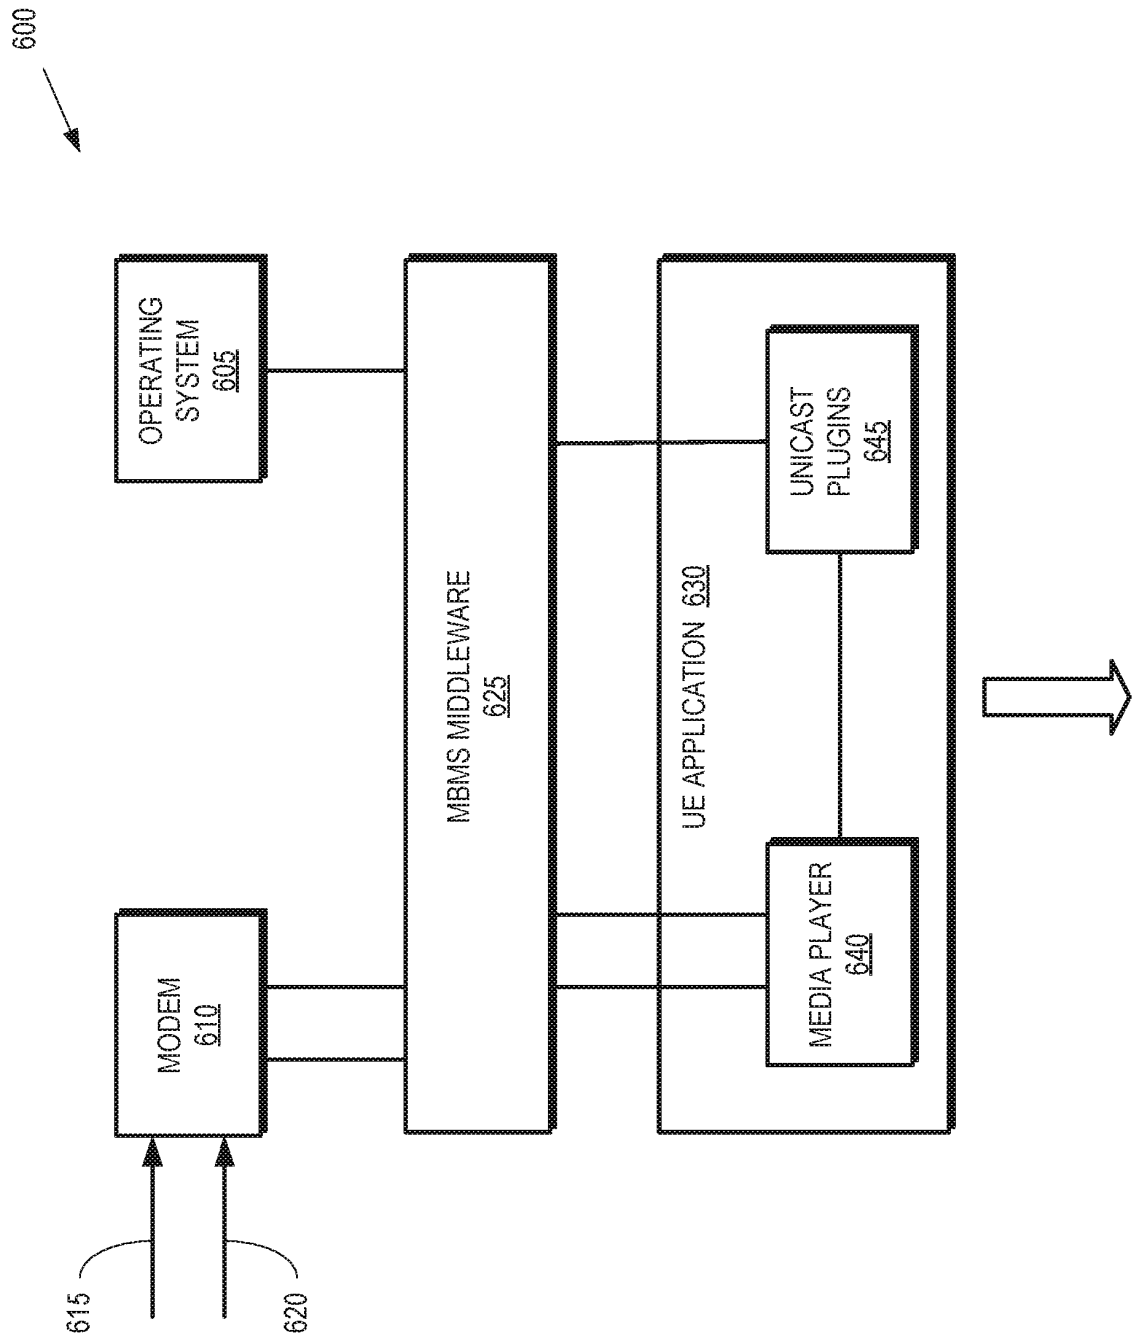 600
OPERATING
SYSTEM
605
MODEM
610
615
620
MBMS MIDDLEWARE
625
UE APPLICATION 630
UNICAST
PLUGINS
645
MEDIA PLAYER
640